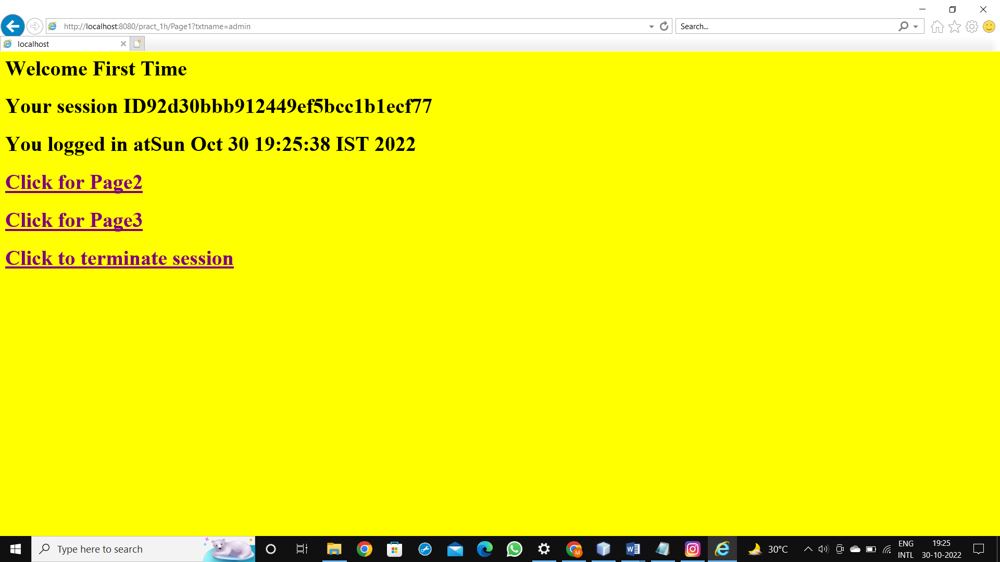 http://localhost:8080/pract_1h/Page1?txtname=admin
Search...
localhost
Welcome First Time
Your session ID92d30bbb912449ef5bcc1b1ecf77
You logged in atSun Oct 30 19:25:38 IST 2022
Click for Page2
Click for Page3
Click to terminate session
Type here to search
M
W
30°C
ENG
INTL
19:25
30-10-2022